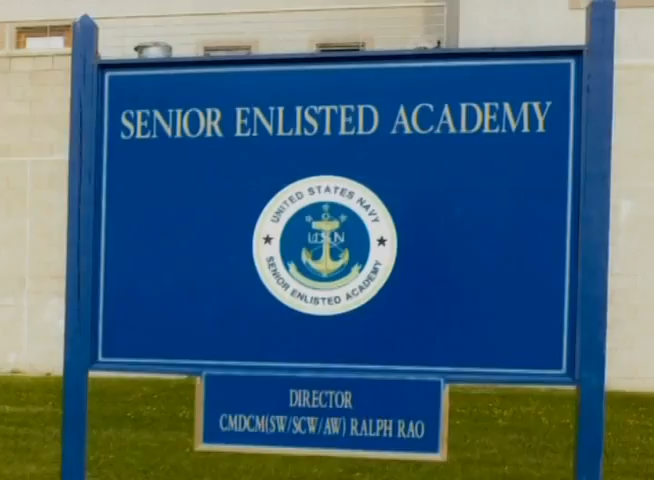 SENIOR ENLISTED ACADEMY
UNITED STATES NAVY
USN
SENIOR ENLISTED ACADEMY
DIRECTOR
CMDCM(SW/SCW/AW) RALPH RAO